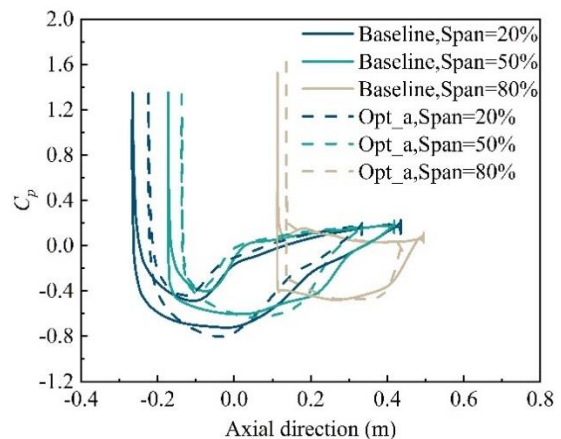 2.0
1.6
1.2
0.8
0.4
0.0
-0.4
-0.8
-1.2
Cp
Baseline,Span=20%
Bascline,Span=50%
Baseline,Span=80%
Opt_a,Span=20%
Opt_a,Span=50%
Opt_a,Span=80%
-0.4 -0.2 0.0 0.2 0.4 0.6 0.8
Axial direction (m)